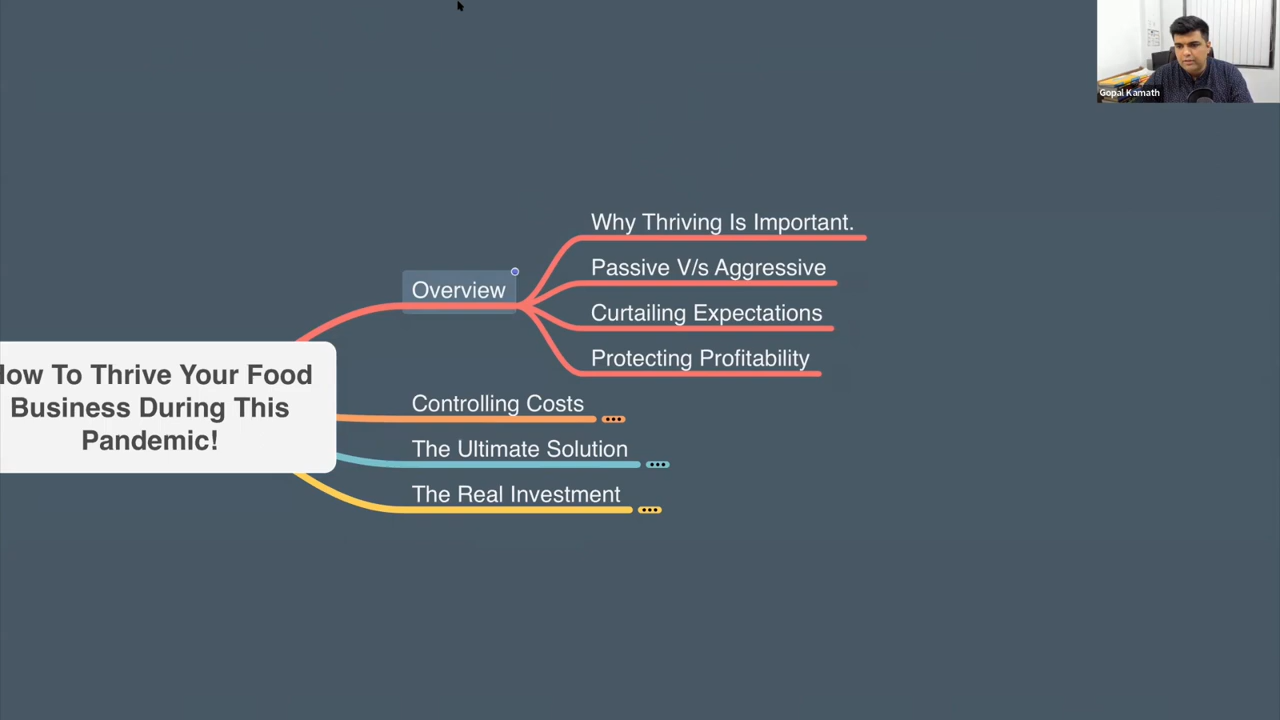 Gopal Kamath
Why Thriving Is Important.
Passive V/s Aggressive
Overview
Curtailing Expectations
Protecting Profitability
low To Thrive Your Food
Business During This
Pandemic!
Controlling Costs
The Ultimate Solution
The Real Investment